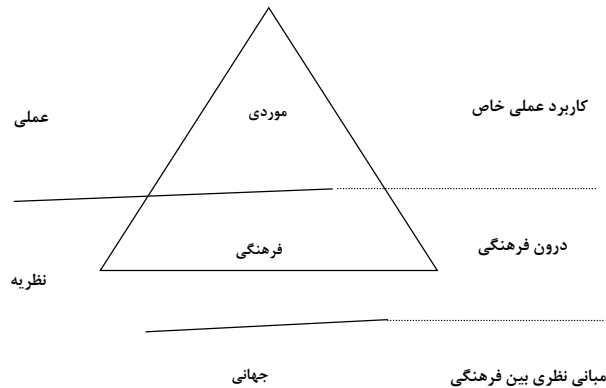 کاربرد عملی خاص
موردی
عملی
درون فرهنگی
فرهنگی
نظریه
مبانی نظری بین فرهنگی
جهانی